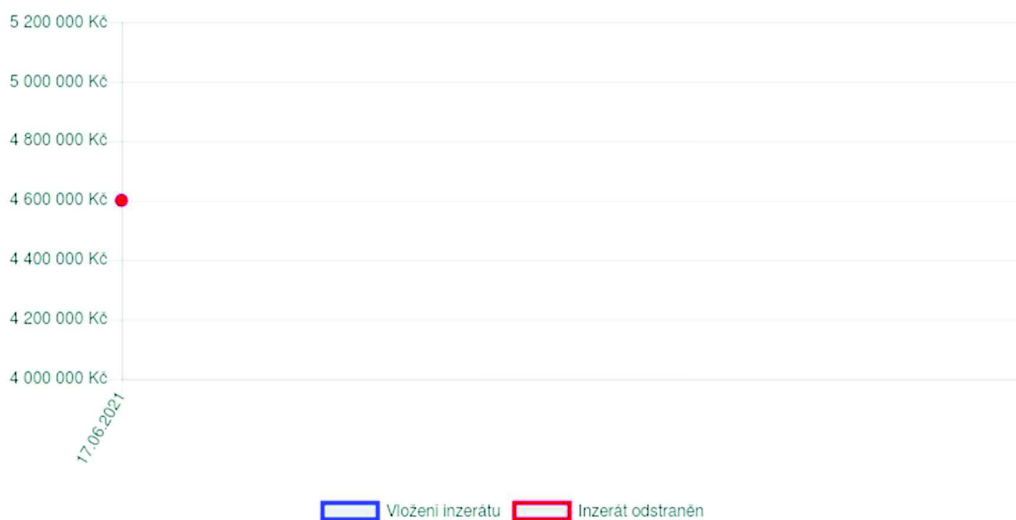 5 200 000 Kč
5 000 000 Kč
4 800 000 Kč
4 600 000 Kč
4 400 000 Kč
4 200 000 Kč
4 000 000 Kč
17.06.2021
Vložení inzerátu Inzerát odstraněn